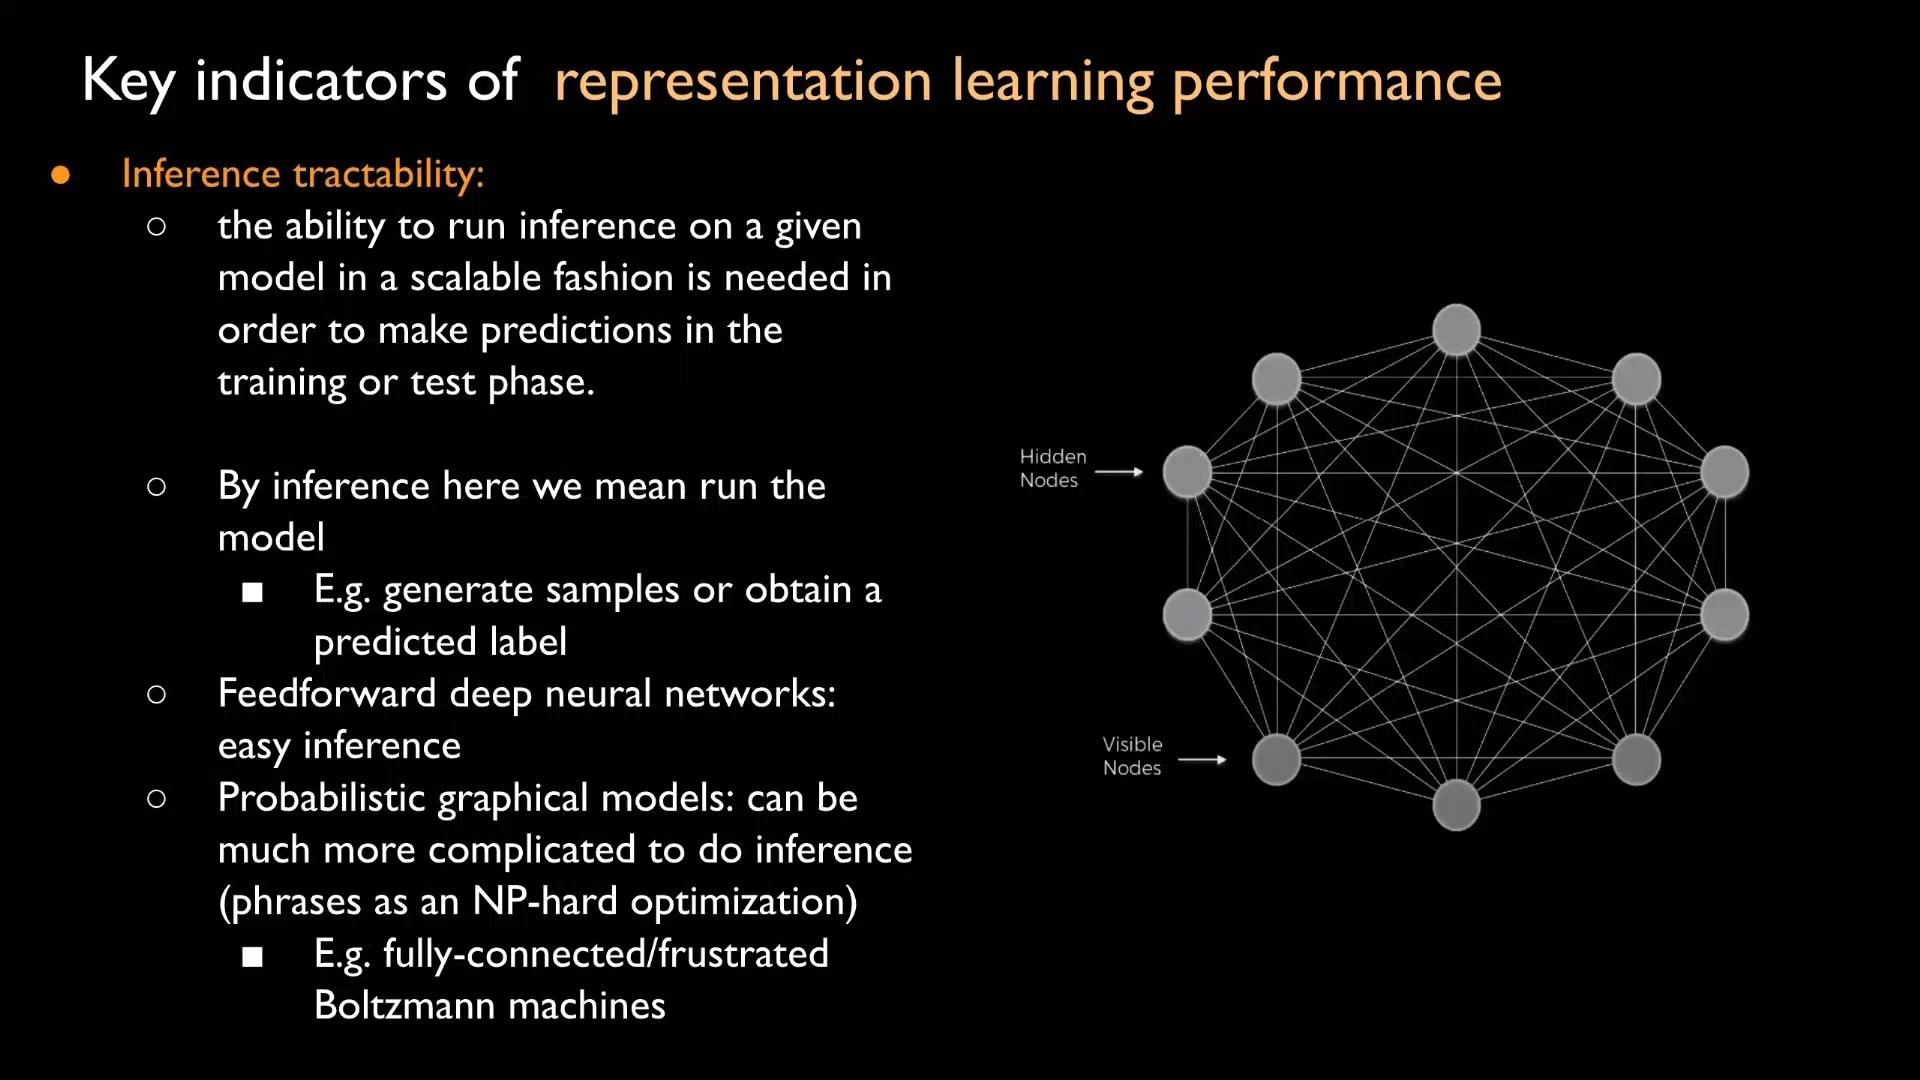 Key indicators of representation learning performance
● Inference tractability:
○ the ability to run inference on a given
model in a scalable fashion is needed in
order to make predictions in the
training or test phase.
○ By inference here we mean run the
model
■ E.g. generate samples or obtain a
predicted label
○ Feedforward deep neural networks:
easy inference
○ Probabilistic graphical models: can be
much more complicated to do inference
(phrases as an NP-hard optimization)
■ E.g. fully-connected/frustrated
Boltzmann machines
Hidden
Nodes
Visible
Nodes